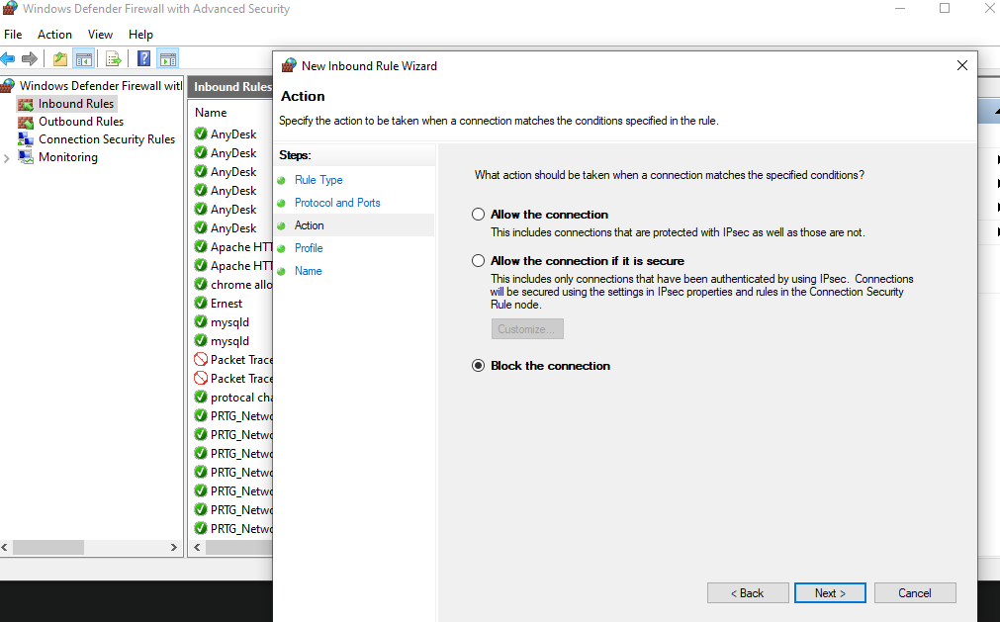 Windows Defender Firewall with Advanced Security
File Action View Help
Windows Defender Firewall wit
Inbound Rules
Outbound Rules
Connection Security Rules
Monitoring
Inbound Rules
Name
AnyDesk
AnyDesk
AnyDesk
AnyDesk
AnyDesk
AnyDesk
Apache HTT
Apache HTT
chrome allo
Ernest
mysqld
mysqld
Packet Trace
Packet Trace
protocal cha
PRTG_Netwo
PRTG_Netwo
PRTG_Netwo
PRTG_Netwo
PRTG_Netwo
PRTG_Netwo
PRTG_Netwo
New Inbound Rule Wizard
Action
Specify the action to be taken when a connection matches the conditions specified in the rule.
Steps:
Rule Type
Protocol and Ports
Action
Profile
Name
What action should be taken when a connection matches the specified conditions?
Allow the connection
This includes connections that are protected with IPsec as well as those are not.
Allow the connection if it is secure
This includes only connections that have been authenticated by using IPsec. Connections
will be secured using the settings in IPsec properties and rules in the Connection Security
Rule node.
Customize...
Block the connection
< Back
Next >
Cancel